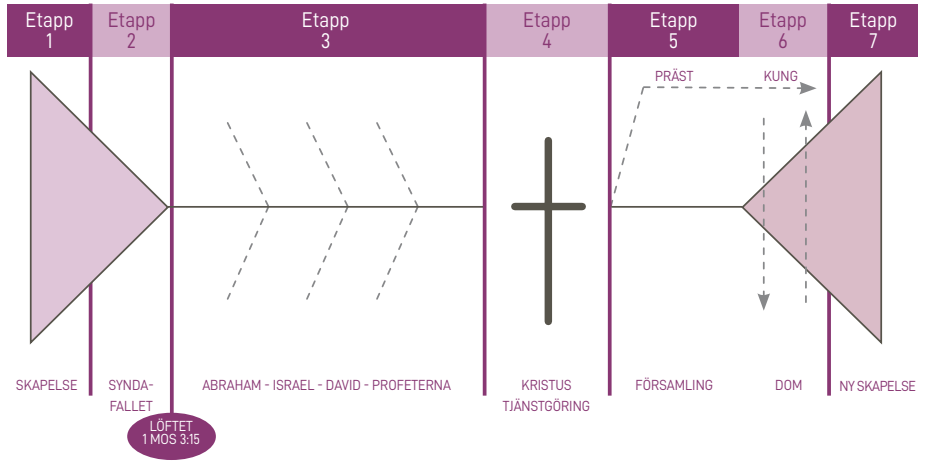 Etapp
1
Etapp
2
Etapp
3
Etapp
4
Etapp
5
Etapp
6
Etapp
7
PRÄST
KUNG
SKAPELSE
SYNDA-
FALLET
ABRAHAM - ISRAEL - DAVID - PROFETERNA
KRISTUS
TJÄNSTGÖRING
FÖRSAMLING
DOM
NY SKAPELSE
LÖFTET
1 MOS 3:15